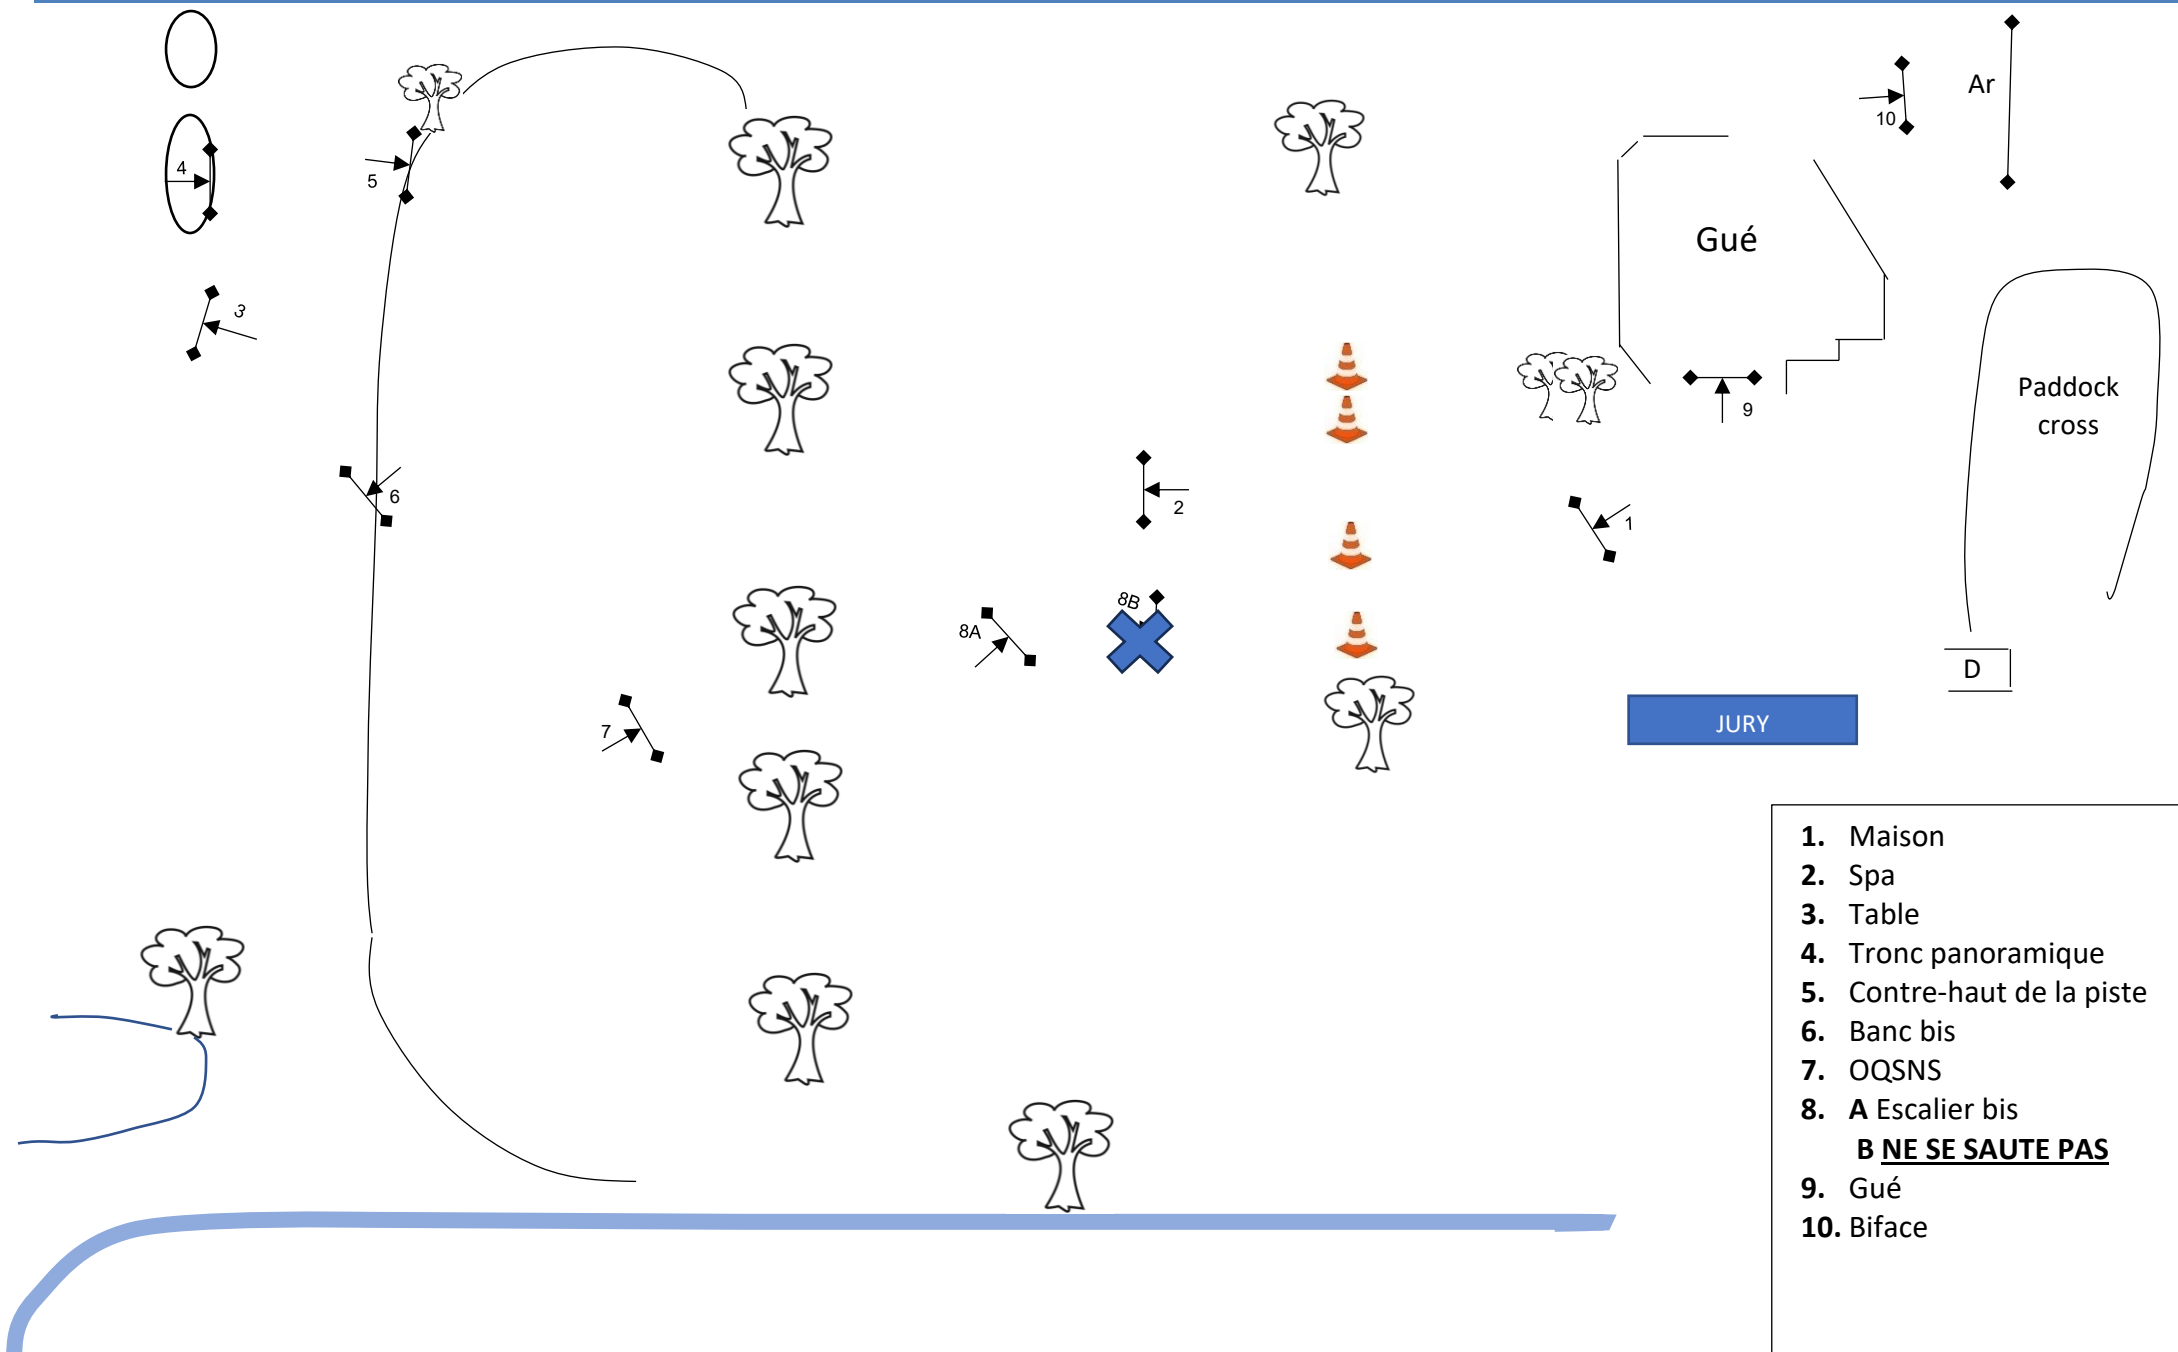 Ar
10
4
5
Gué
3
Paddock
cross
9
6
2
1
8B
8A
D
7
JURY
1. Maison
2. Spa
3. Table
4. Tronc panoramique
5. Contre-haut de la piste
6. Banc bis
7. OQSNS
8. A Escalier bis
B NE SE SAUTE PAS
9. Gué
10. Biface